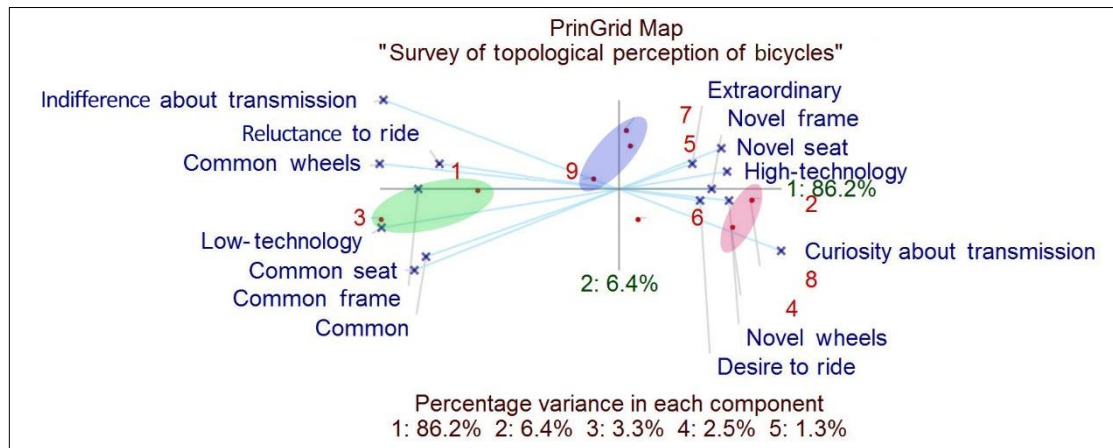 PrinGrid Map
"Survey of topological perception of bicycles"
Indifference about transmission
Reluctance to ride
Common wheels
1
3
Low-technology
Common seat
Common frame
Common
9
2: 6.4%
Extraordinary
7
Novel frame
5
Novel seat
High-technology
1: 86.2%
2
6
Curiosity about transmission
8
4
Novel wheels
Desire to ride
Percentage variance in each component
1: 86.2% 2: 6.4% 3: 3.3% 4: 2.5% 5: 1.3%